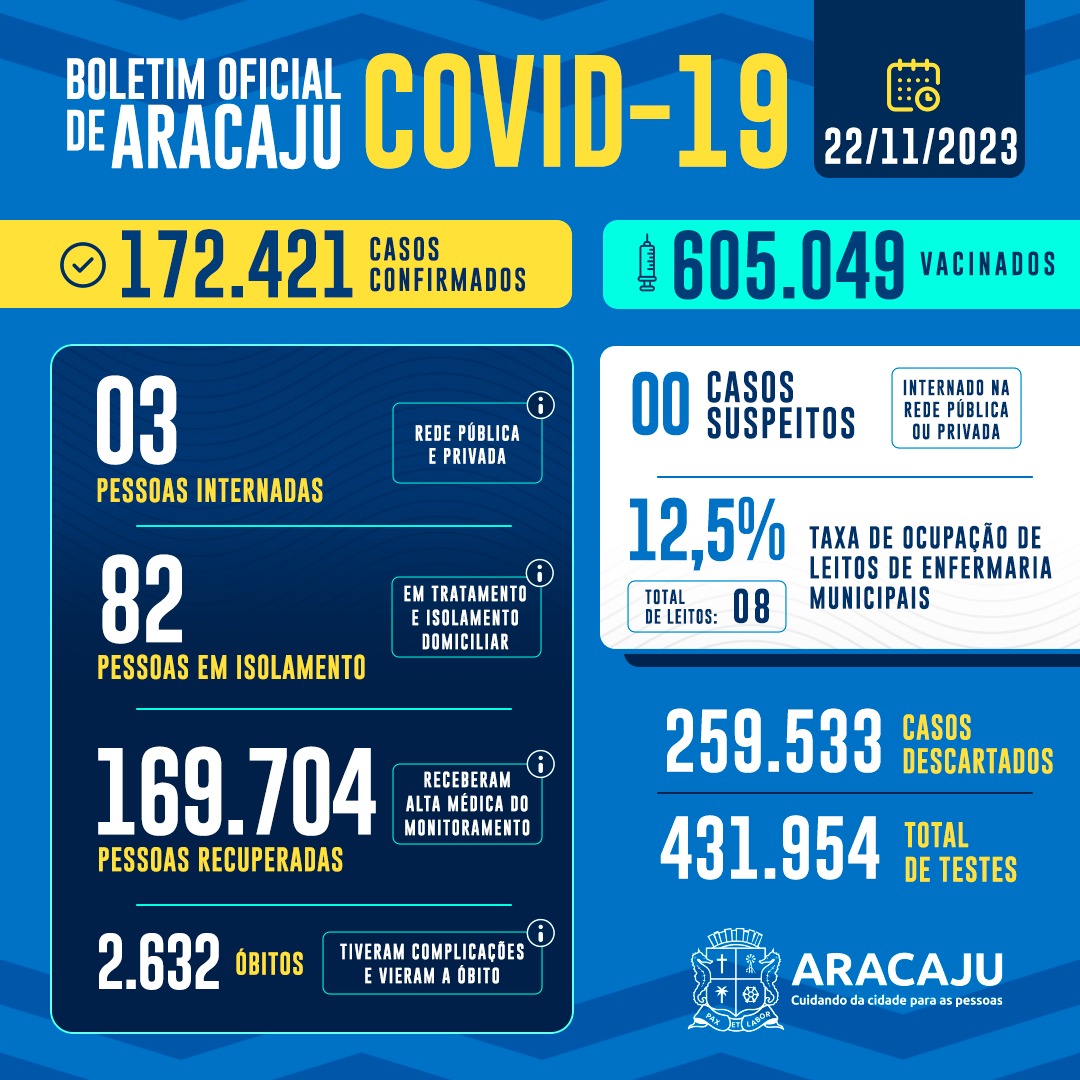 BOLETIM OFICIAL
DE ARACAJU
COVID-19
22/11/2023
172.421 CASOS
CONFIRMADOS
605.049 VACINADOS
03
PESSOAS INTERNADAS
REDE PÚBLICA
E PRIVADA
82
PESSOAS EM ISOLAMENTO
EM TRATAMENTO
E ISOLAMENTO
DOMICILIAR
169.704
PESSOAS RECUPERADAS
RECEBERAM
ALTA MÉDICA DO
MONITORAMENTO
2.632 ÓBITOS
TIVERAM COMPLICAÇÕES
E VIERAM A ÓBITO
00 CASOS
SUSPEITOS
INTERNADO NA
REDE PÚBLICA
OU PRIVADA
12,5%
TOTAL
DE LEITOS: 08
TAXA DE OCUPAÇÃO DE
LEITOS DE ENFERMARIA
MUNICIPAIS
259.533 CASOS
DESCARTADOS
431.954 TOTAL
DE TESTES
PAX ET LABOR
ARACAJU
Cuidando da cidade para as pessoas